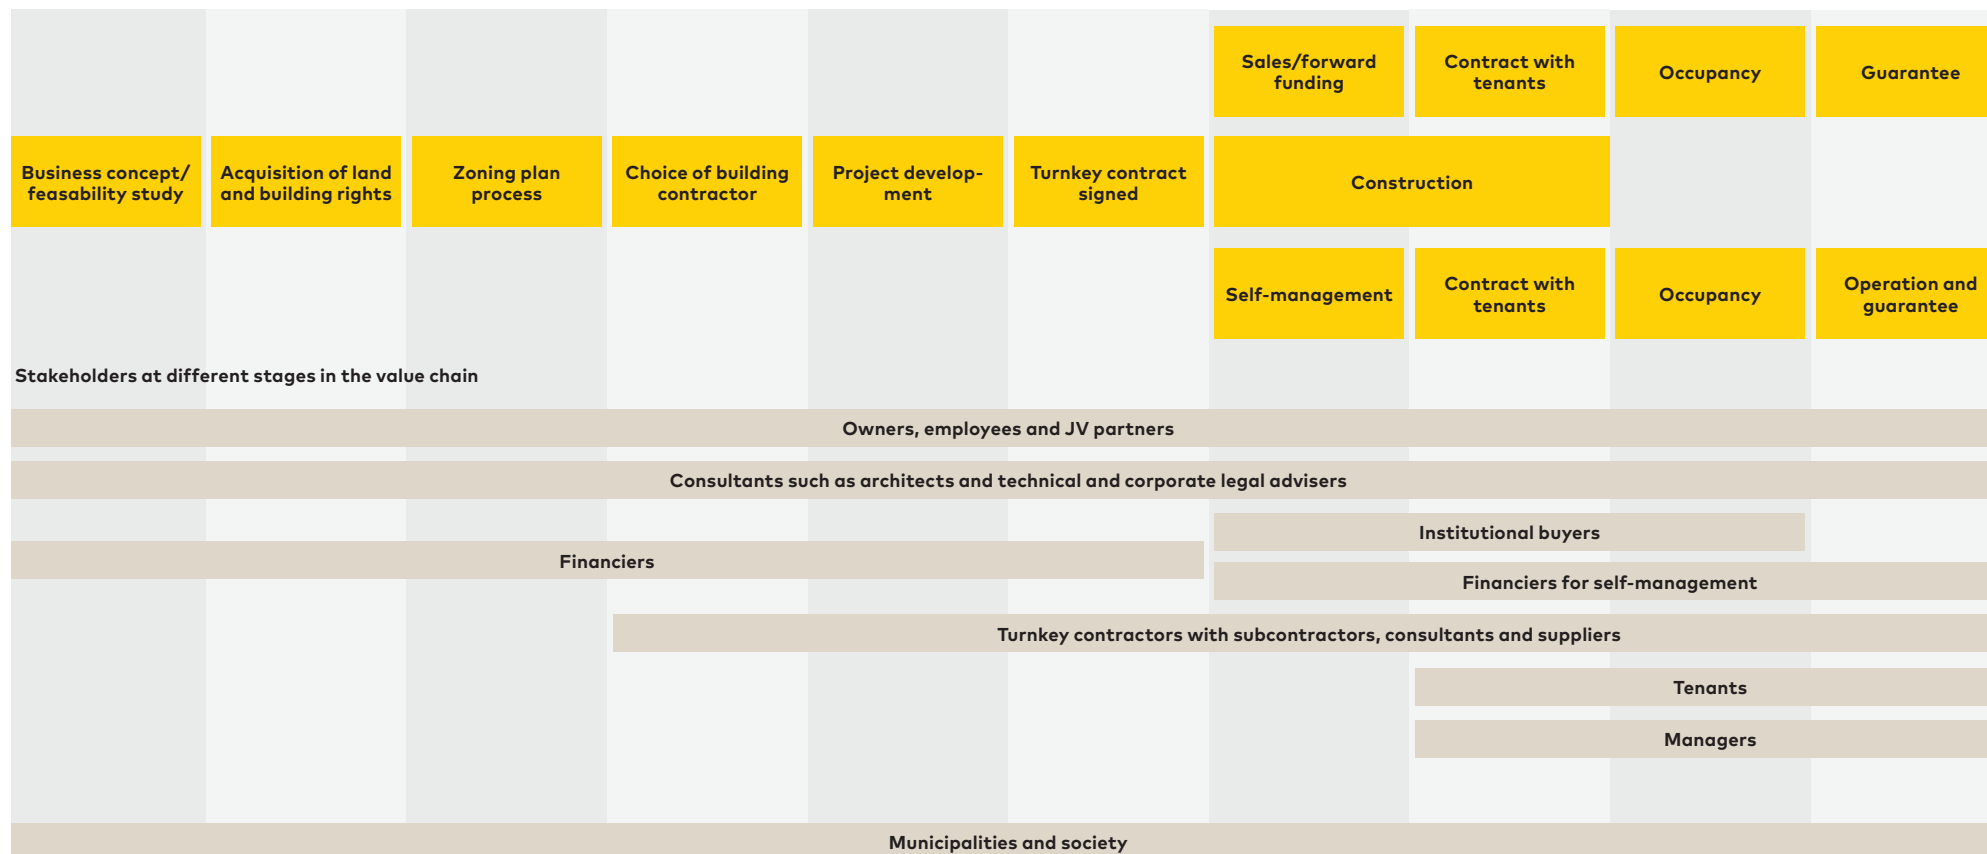 Sales/forward
funding
Contract with
tenants
Occupancy
Guarantee
Business concept/
feasability study
Acquisition of land
and building rights
Zoning plan
process
Choice of building
contractor
Project develop-
ment
Turnkey contract
signed
Construction
Self-management
Contract with
tenants
Occupancy
Operation and
guarantee
Stakeholders at different stages in the value chain
Owners, employees and JV partners
Consultants such as architects and technical and corporate legal advisers
Institutional buyers
Financiers
Financiers for self-management
Turnkey contractors with subcontractors, consultants and suppliers
Tenants
Managers
Municipalities and society